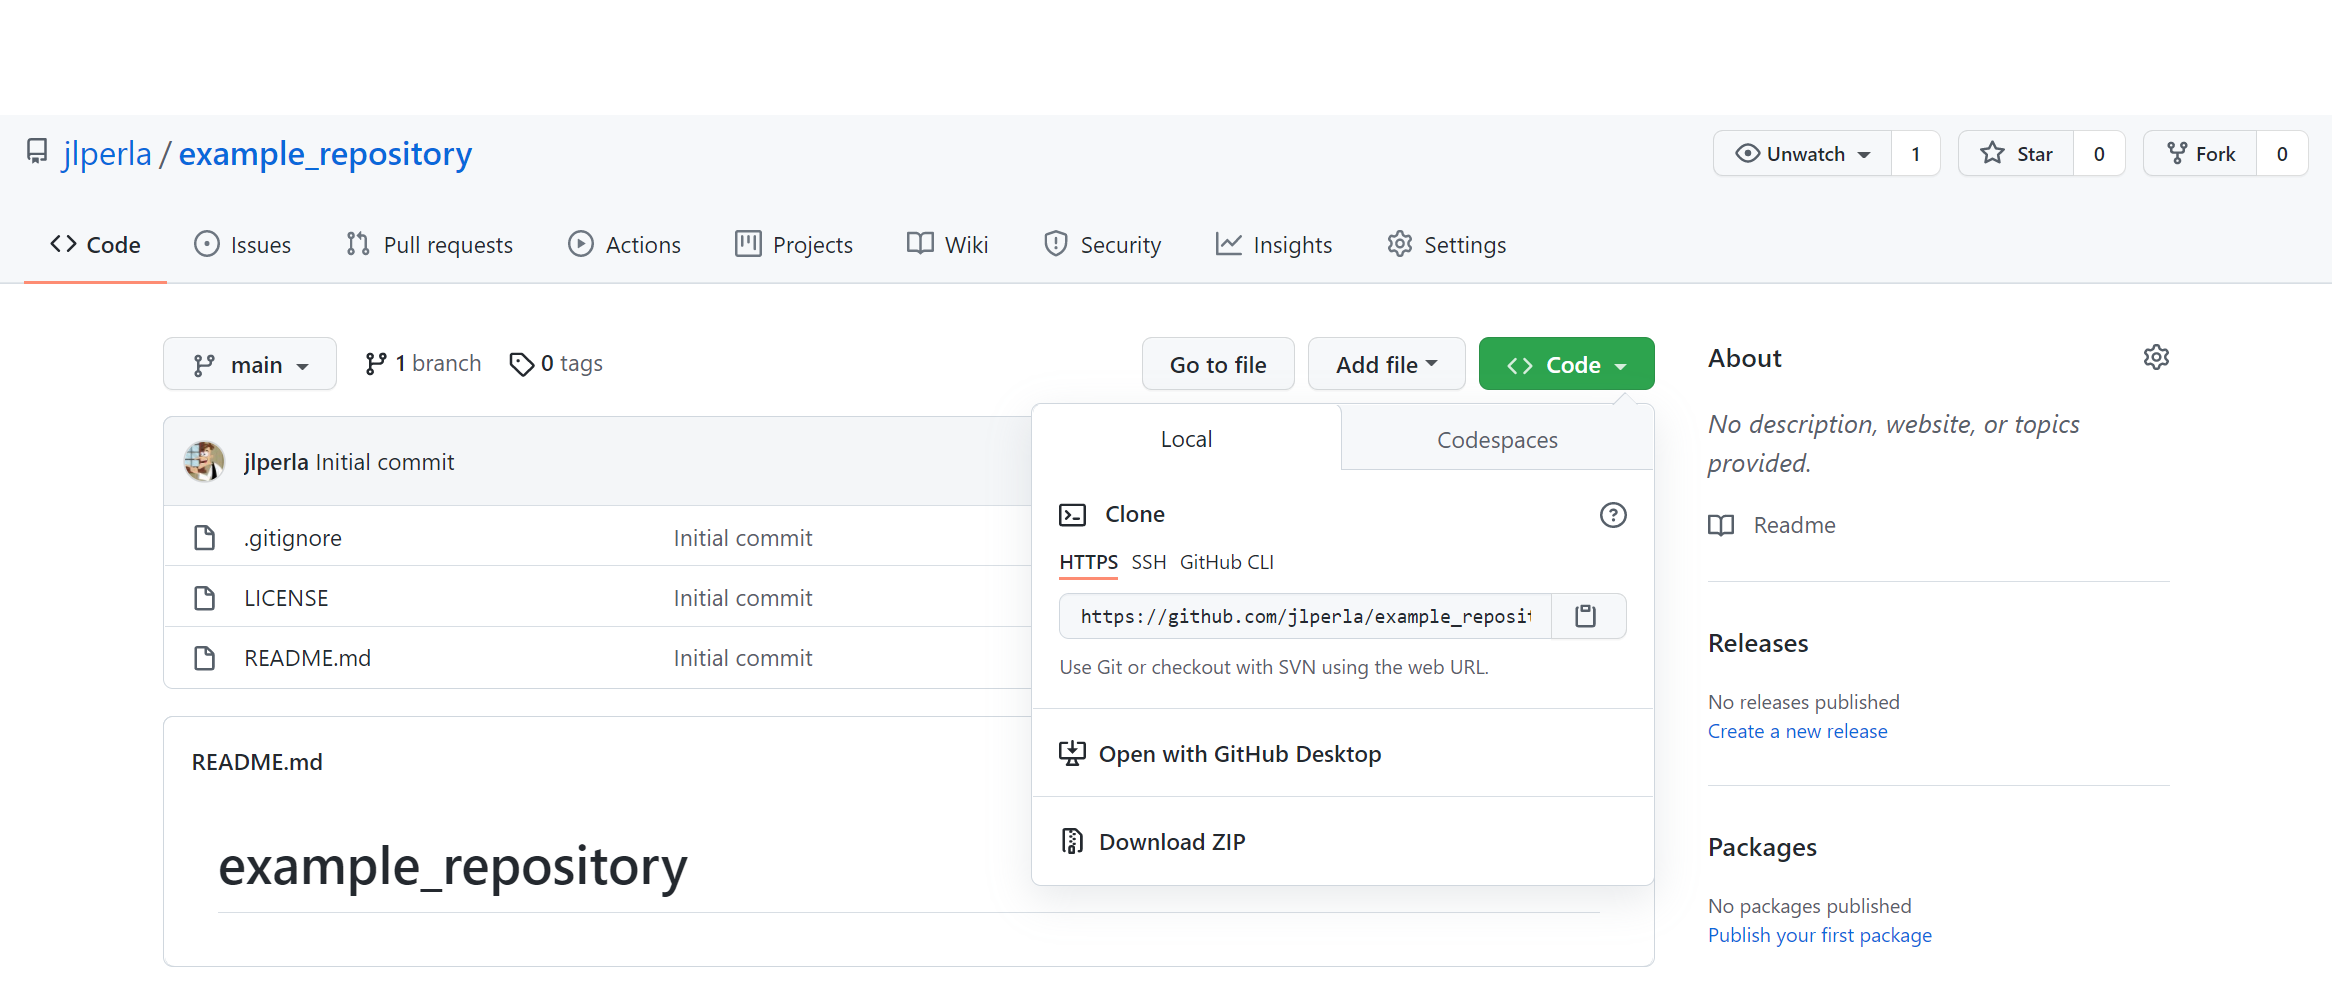 jlperla / example_repository
Unwatch 1 Star 0 Fork 0
Code Issues Pull requests Actions Projects Wiki Security Insights Settings
main 1 branch 0 tags Go to file Add file Code
About
No description, website, or topics
provided.
Readme
Releases
No releases published
Create a new release
Packages
No packages published
Publish your first package
jlperla Initial commit
.gitignore Initial commit
LICENSE Initial commit
README.md Initial commit
Local Codespaces
Clone
HTTPS SSH GitHub CLI
https://github.com/jlperla/example_reposit
Use Git or checkout with SVN using the web URL.
Open with GitHub Desktop
Download ZIP
README.md
example_repository